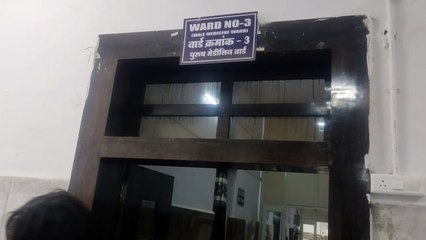 WARD NO-3
(MALE MEDICINE WARD)
वार्ड क्रमांक - 3
पुरुष मेडीसिन वार्ड